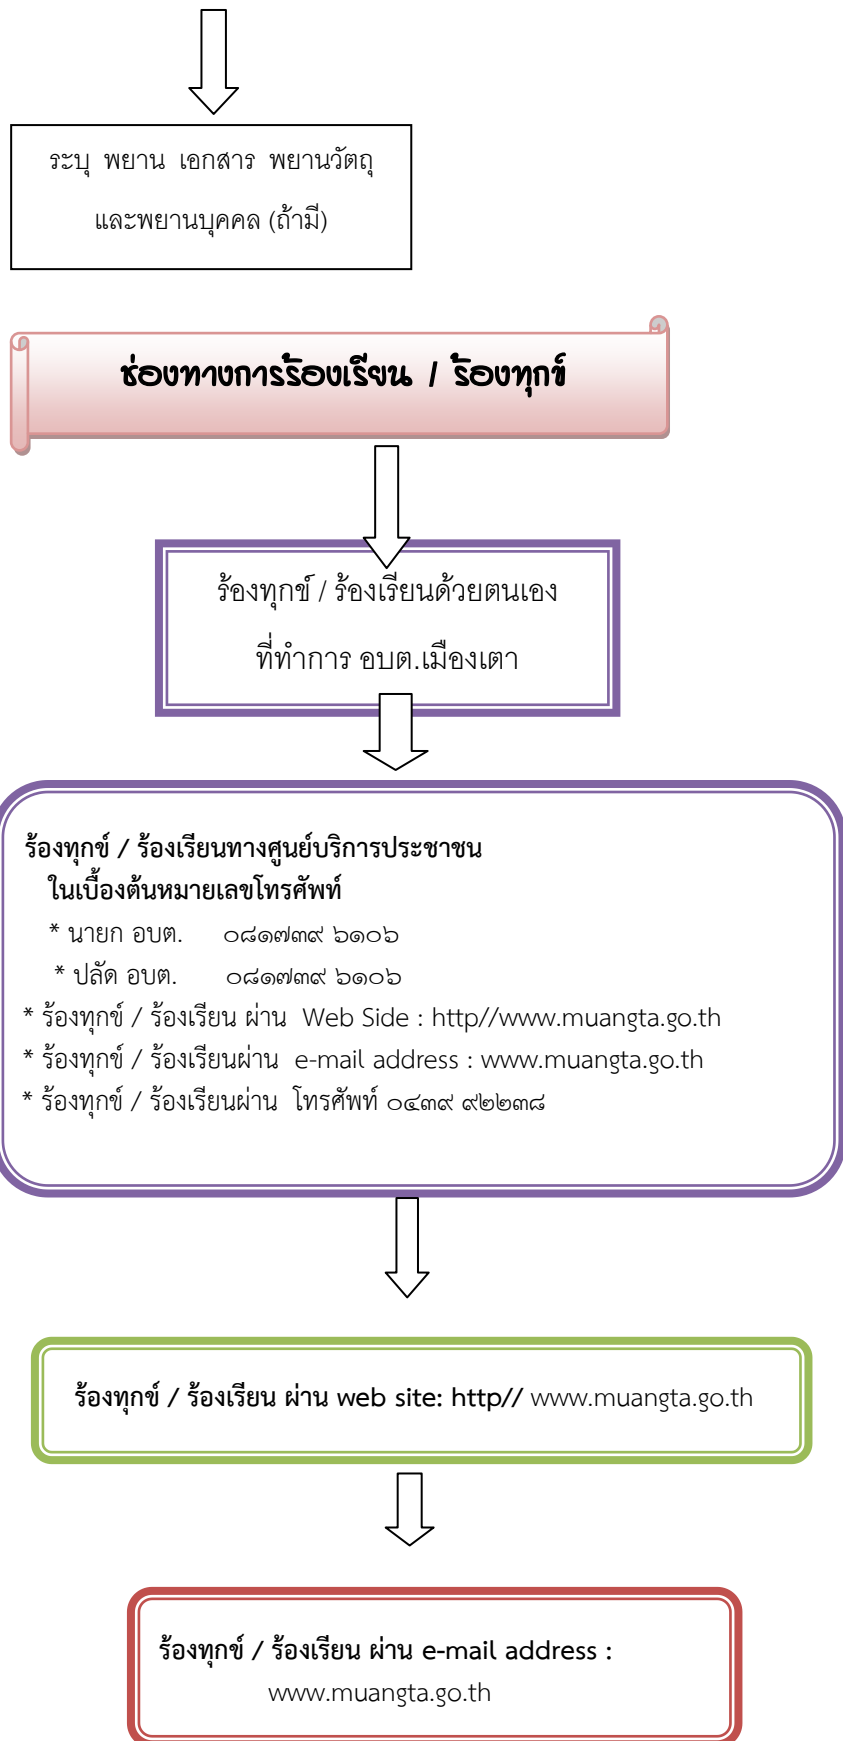 ระบุ พยาน เอกสาร พยานวัตถุ
และพยานบุคคล (ถ้ามี)
ช่องทางการร้องเรียน / ร้องทุกข์
ร้องทุกข์ / ร้องเรียนด้วยตนเอง
ที่ทำการ อบต.เมืองเตา
ร้องทุกข์ / ร้องเรียนทางศูนย์บริการประชาชน
ในเบื้องต้นหมายเลขโทรศัพท์
* นายก อบต. ๐๘๑๗๓๙ ๖๑๐๖
* ปลัด อบต. ๐๘๑๗๓๙ ๖๑๐๖
* ร้องทุกข์ / ร้องเรียน ผ่าน Web Side : http//www.muangta.go.th
* ร้องทุกข์ / ร้องเรียนผ่าน e-mail address : www.muangta.go.th
* ร้องทุกข์ / ร้องเรียนผ่าน โทรศัพท์ ๐๔๓๙ ๙๒๒๓๘
ร้องทุกข์ / ร้องเรียน ผ่าน web site: http// www.muangta.go.th
ร้องทุกข์ / ร้องเรียน ผ่าน e-mail address :
www.muangta.go.th